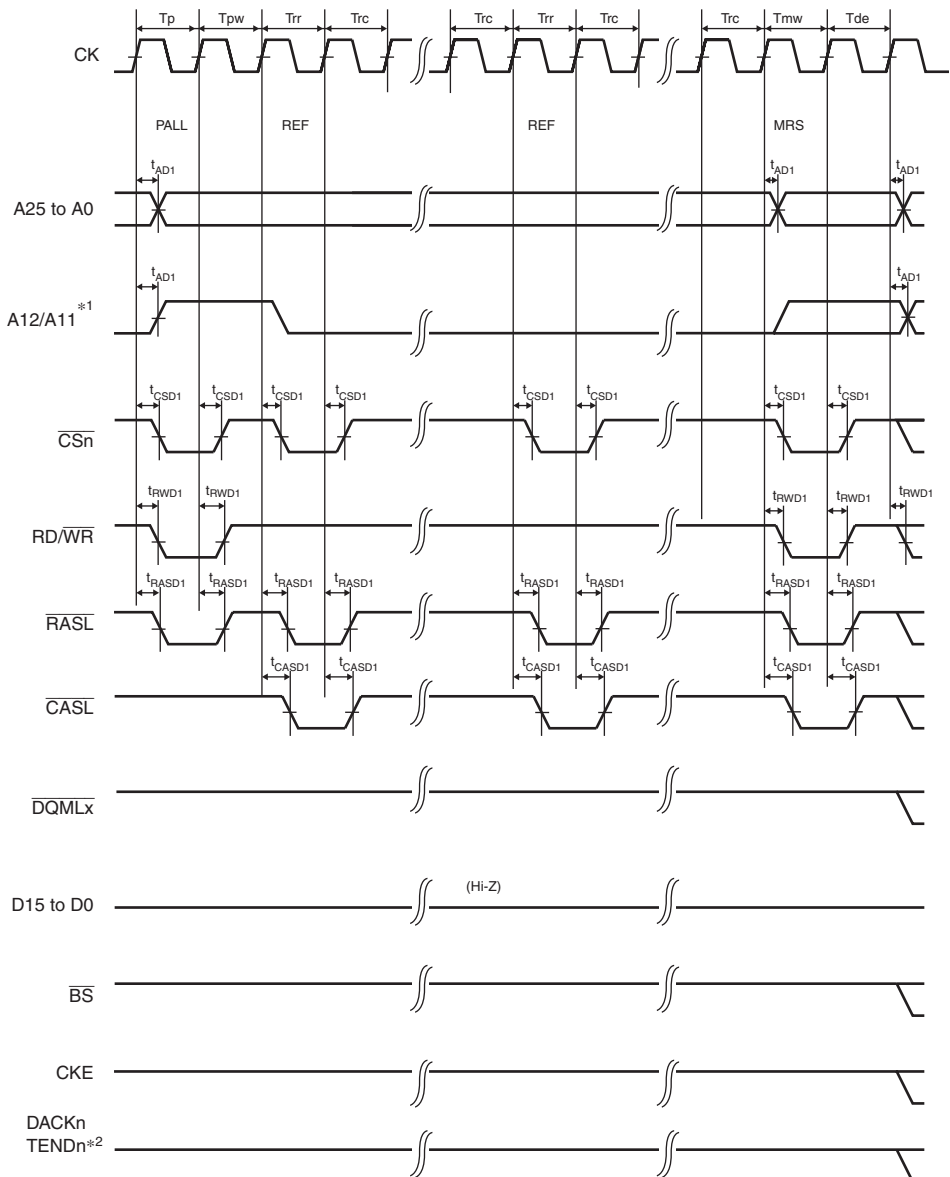 Tp Tpw Trr Trc Trc Trr Trc Trc Tmw Tde
CK
PALL REF REF MRS
tAD1 tAD1 tAD1
A25 to A0
tAD1 tAD1
A12/A11*1
tCSD1 tCSD1 tCSD1 tCSD1 tCSD1 tCSD1 tCSD1 tCSD1
CSn
tRWD1 tRWD1 tRWD1 tRWD1 tRWD1
RD/WR
tRASD1 tRASD1 tRASD1 tRASD1 tRASD1 tRASD1 tRASD1 tRASD1
RASL
tCASD1 tCASD1 tCASD1 tCASD1 tCASD1 tCASD1
CASL
DQMLx
(Hi-Z)
D15 to D0
BS
CKE
DACKn
TENDn*2